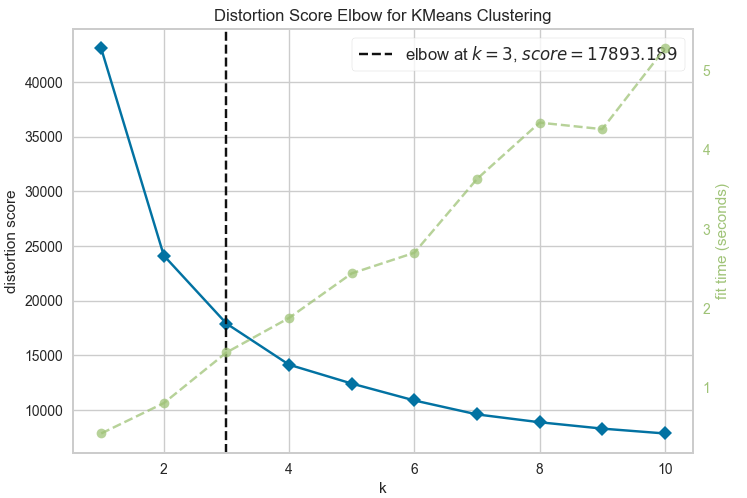 Distortion Score Elbow for KMeans Clustering
elbow at k = 3, score = 17893.189
40000
35000
30000
25000
20000
15000
10000
distortion score
5
4
3
2
1
fit time (seconds)
2 4 6 8 10
k